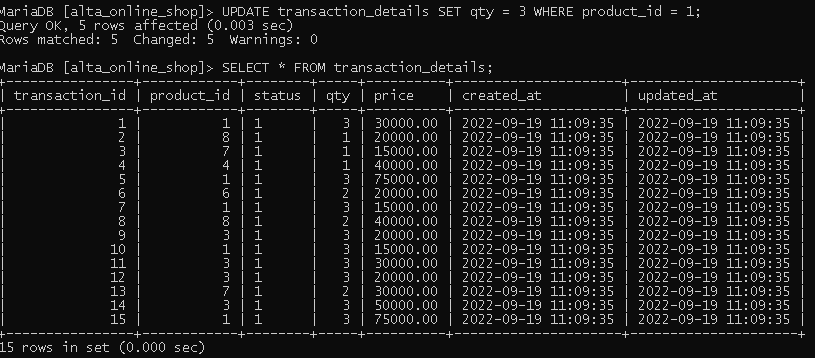 MariaDB [alta_online_shop]> UPDATE transaction_details SET qty = 3 WHERE product_id = 1;
Query OK, 5 rows affected (0.003 sec)
Rows matched: 5  Changed: 5  Warnings: 0

MariaDB [alta_online_shop]> SELECT * FROM transaction_details;
+----------------+------------+--------+------+----------+---------------------+---------------------+
| transaction_id | product_id | status | qty | price | created_at | updated_at |
+----------------+------------+--------+------+----------+---------------------+---------------------+
| 1 | 1 | 1 | 3 | 30000.00 | 2022-09-19 11:09:35 | 2022-09-19 11:09:35 |
| 2 | 8 | 1 | 1 | 20000.00 | 2022-09-19 11:09:35 | 2022-09-19 11:09:35 |
| 3 | 7 | 1 | 1 | 15000.00 | 2022-09-19 11:09:35 | 2022-09-19 11:09:35 |
| 4 | 4 | 1 | 1 | 40000.00 | 2022-09-19 11:09:35 | 2022-09-19 11:09:35 |
| 5 | 1 | 1 | 3 | 75000.00 | 2022-09-19 11:09:35 | 2022-09-19 11:09:35 |
| 6 | 6 | 1 | 2 | 20000.00 | 2022-09-19 11:09:35 | 2022-09-19 11:09:35 |
| 7 | 1 | 1 | 3 | 15000.00 | 2022-09-19 11:09:35 | 2022-09-19 11:09:35 |
| 8 | 8 | 1 | 2 | 40000.00 | 2022-09-19 11:09:35 | 2022-09-19 11:09:35 |
| 9 | 3 | 1 | 3 | 20000.00 | 2022-09-19 11:09:35 | 2022-09-19 11:09:35 |
| 10 | 1 | 1 | 3 | 15000.00 | 2022-09-19 11:09:35 | 2022-09-19 11:09:35 |
| 11 | 3 | 1 | 3 | 30000.00 | 2022-09-19 11:09:35 | 2022-09-19 11:09:35 |
| 12 | 3 | 1 | 3 | 20000.00 | 2022-09-19 11:09:35 | 2022-09-19 11:09:35 |
| 13 | 7 | 1 | 2 | 30000.00 | 2022-09-19 11:09:35 | 2022-09-19 11:09:35 |
| 14 | 3 | 1 | 3 | 50000.00 | 2022-09-19 11:09:35 | 2022-09-19 11:09:35 |
| 15 | 1 | 1 | 3 | 75000.00 | 2022-09-19 11:09:35 | 2022-09-19 11:09:35 |
+----------------+------------+--------+------+----------+---------------------+---------------------+
15 rows in set (0.000 sec)